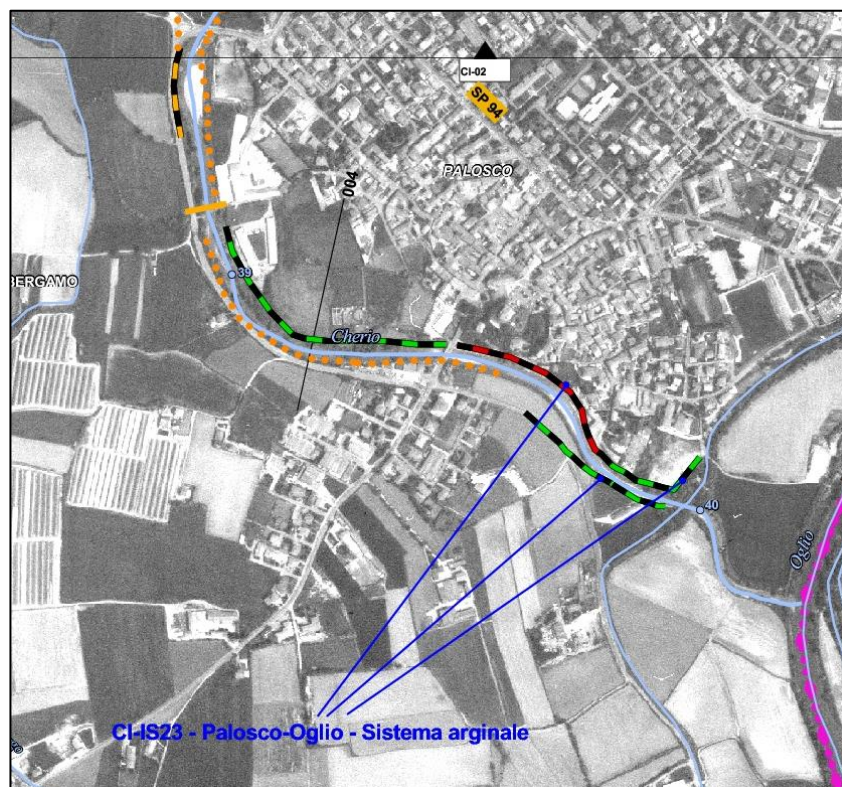 CI-02
SP 94
PALOSCO
004
39
BERGAMO
Cherio
40
Oglio
CI-IS23 - Palosco-Oglio - Sistema arginale